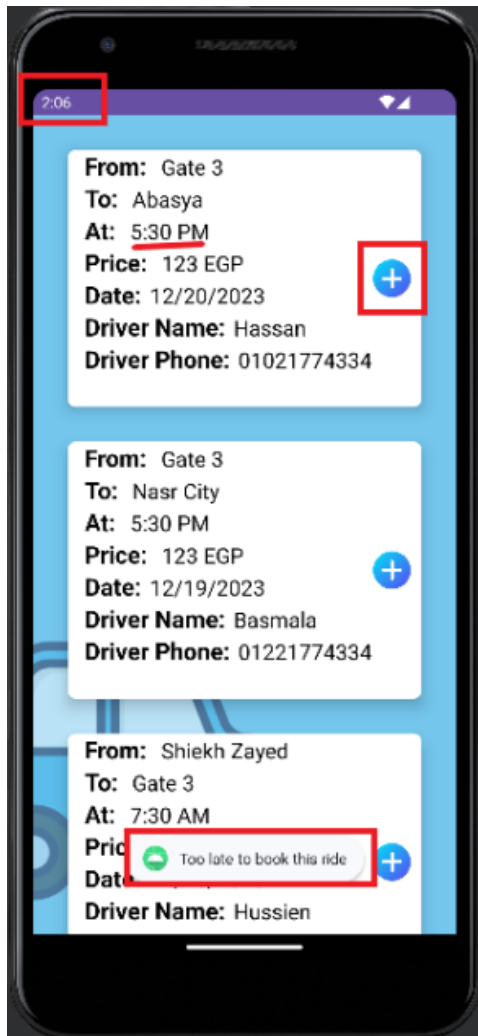 2:06
From: Gate 3
To: Abasya
At: 5:30 PM
Price: 123 EGP
Date: 12/20/2023
Driver Name: Hassan
Driver Phone: 01021774334
From: Gate 3
To: Nasr City
At: 5:30 PM
Price: 123 EGP
Date: 12/19/2023
Driver Name: Basmala
Driver Phone: 01221774334
From: Shiekh Zayed
To: Gate 3
At: 7:30 AM
Too late to book this ride
Driver Name: Hussien